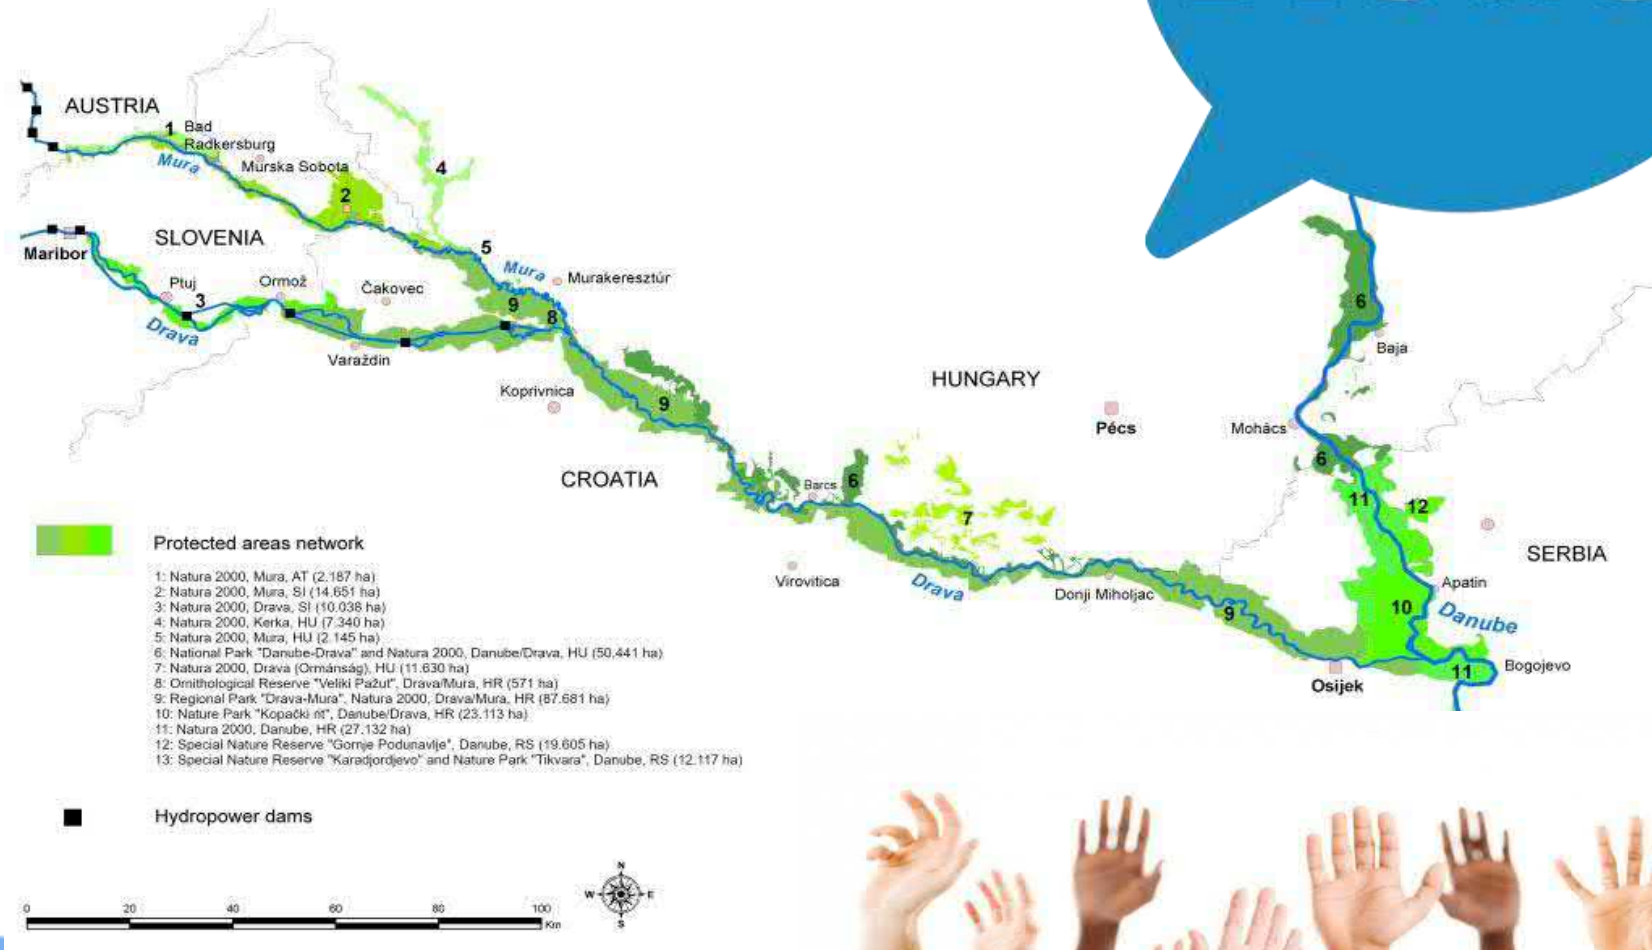 AUSTRIA
1
Bad
Radkersburg
Mura
Murska Sobota
4
2
SLOVENIA
Maribor
5
Mura
Murakeresztúr
Ptuj
3
Ormož
Čakovec
9
8
Drava
Varaždin
6
Baja
HUNGARY
Koprivnica
9
Pécs
Mohács
CROATIA
6
Barcs
6
11
12
7
SERBIA
Virovitica
Drava
Donji Miholjac
Apatin
10
Danube
9
Bogojevo
11
Osijek
Protected areas network
1: Natura 2000, Mura, AT (2.187 ha)
2: Natura 2000, Mura, SI (14.651 ha)
3: Natura 2000, Drava, SI (10.038 ha)
4: Natura 2000, Kerka, HU (7.340 ha)
5: Natura 2000, Mura, HU (2.145 ha)
6: National Park "Danube-Drava" and Natura 2000, Danube/Drava, HU (50.441 ha)
7: Natura 2000, Drava (Ormánság), HU (11.630 ha)
8: Ornithological Reserve "Veliki Pažut", Drava/Mura, HR (571 ha)
9: Regional Park "Drava-Mura", Natura 2000, Drava/Mura, HR (87.681 ha)
10: Nature Park "Kopački rit", Danube/Drava, HR (23.113 ha)
11: Natura 2000, Danube, HR (27.132 ha)
12: Special Nature Reserve "Gornje Podunavlje", Danube, RS (19.605 ha)
13: Special Nature Reserve "Karadjordjevo" and Nature Park "Tikvara", Danube, RS (12.117 ha)
Hydropower dams
N
W E
S
0 20 40 60 80 100
Km